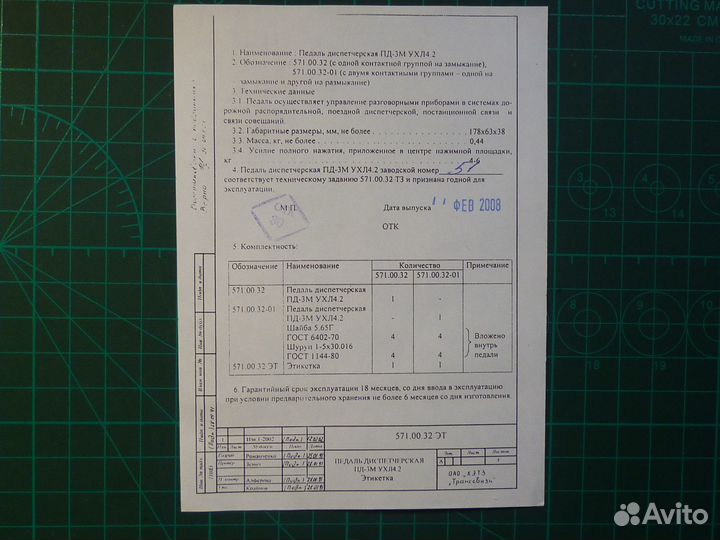 CUTTING MA
30x22 CM
1. Наименование : Педаль диспетчерская ПД-3М УХЛ4.2
2. Обозначение : 571.00.32 (с одной контактной группой на замыкание),
571.00.32-01 (с двумя контактными группами – одной на
замыкание и другой на размыкание)
3. Технические данные
3.1. Педаль осуществляет управление разговорными приборами в системах до-
рожной распорядительной, поездной диспетчерской, постанционной связи и
связи совещаний.
3.2. Габаритные размеры, мм, не более . . . . . . . . . . . . . . . . 178х63х38
3.3. Масса, кг, не более . . . . . . . . . . . . . . . . 0,44
3.4. Усилие полного нажатия, приложенное в центре нажимной площадки,
кг . . . . . . . . . . . . . . . .
4. Педаль диспетчерская ПД-3М УХЛ4.2 заводской номер
соответствует техническому заданию 571.00.32 ТЗ и признана годной для
эксплуатации.
М.П. Дата выпуска 11 ФЕВ 2008
ОТК
5. Комплектность:
Обозначение Наименование Количество Примечание
571.00.32 571.00.32-01
571.00.32 Педаль диспетчерская
ПД-3М УХЛ4.2 1 -
571.00.32-01 Педаль диспетчерская
ПД-3М УХЛ4.2 - 1
Шайба 5.65Г
ГОСТ 6402-70 4 4 Вложено
Шуруп 1-5х30.016 внутрь
ГОСТ 1144-80 4 4 педали
571.00.32 ЭТ Этикетка 1 1
6. Гарантийный срок эксплуатации 18 месяцев, со дня ввода в эксплуатацию
при условии предварительного хранения не более 6 месяцев со дня изготовления.
571.00.32 ЭТ
ПЕДАЛЬ ДИСПЕТЧЕРСКАЯ
ПД-3М УХЛ4.2
Этикетка
ОАО „ХЭТЗ
„Трансвязь"
Avito